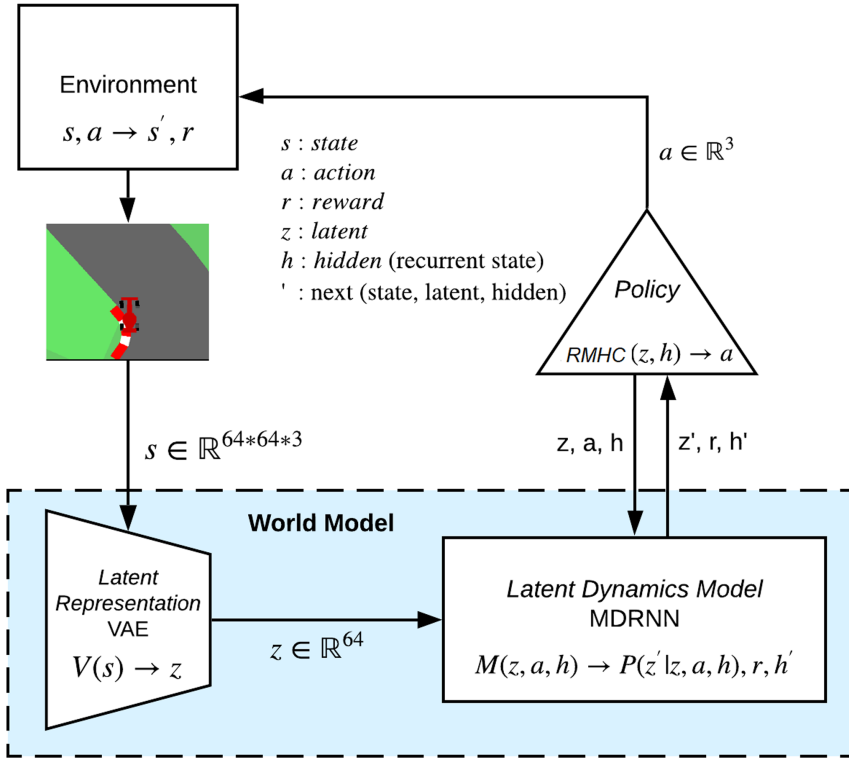 Environment
s, a → s′, r
s : state
a : action
r : reward
z : latent
h : hidden (recurrent state)
' : next (state, latent, hidden)
a ∈ ℝ³
Policy
RMHC (z, h) → a
s ∈ ℝ⁶⁴*⁶⁴*³
z, a, h
z', r, h'
World Model
Latent
Representation
VAE
V(s) → z
z ∈ ℝ⁶⁴
Latent Dynamics Model
MDRNN
M(z, a, h) → P(z′|z, a, h), r, h′